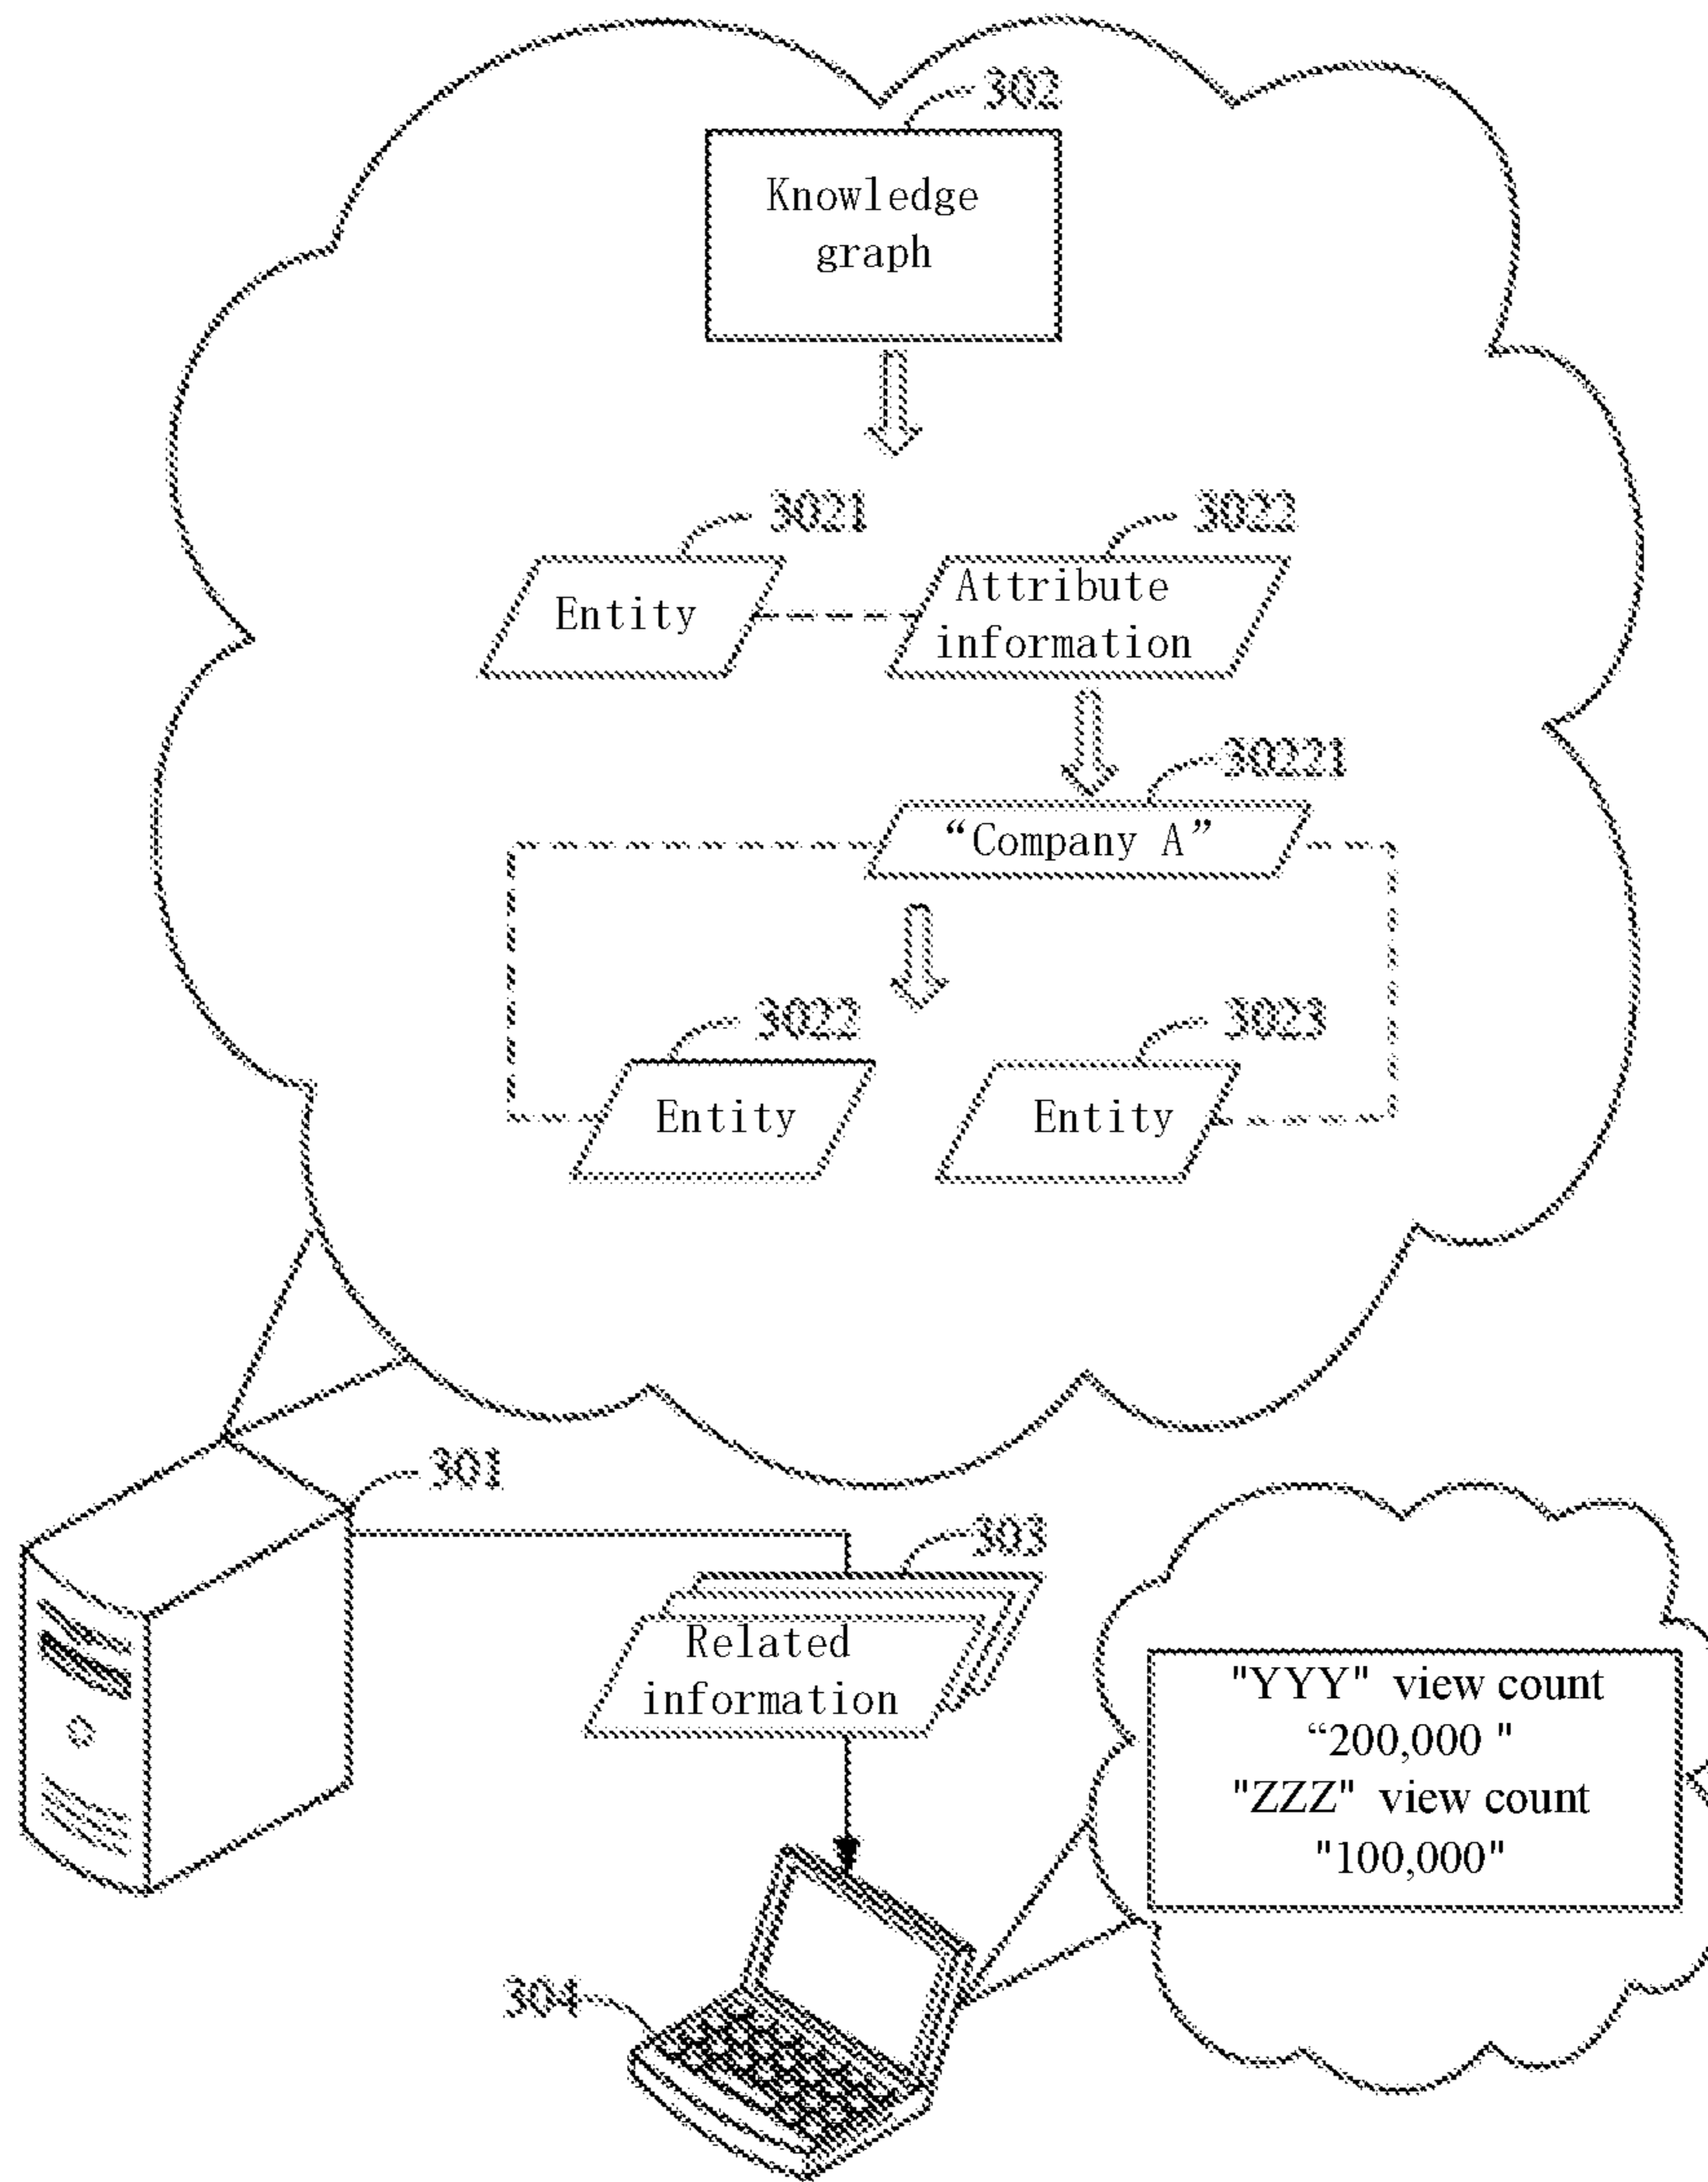 302
Knowledge
graph
3021
3022
Entity
Attribute
information
30221
“Company A”
3022
3023
Entity
Entity
301
303
Related
information
"YYY" view count
“200,000 "
"ZZZ" view count
"100,000"
304